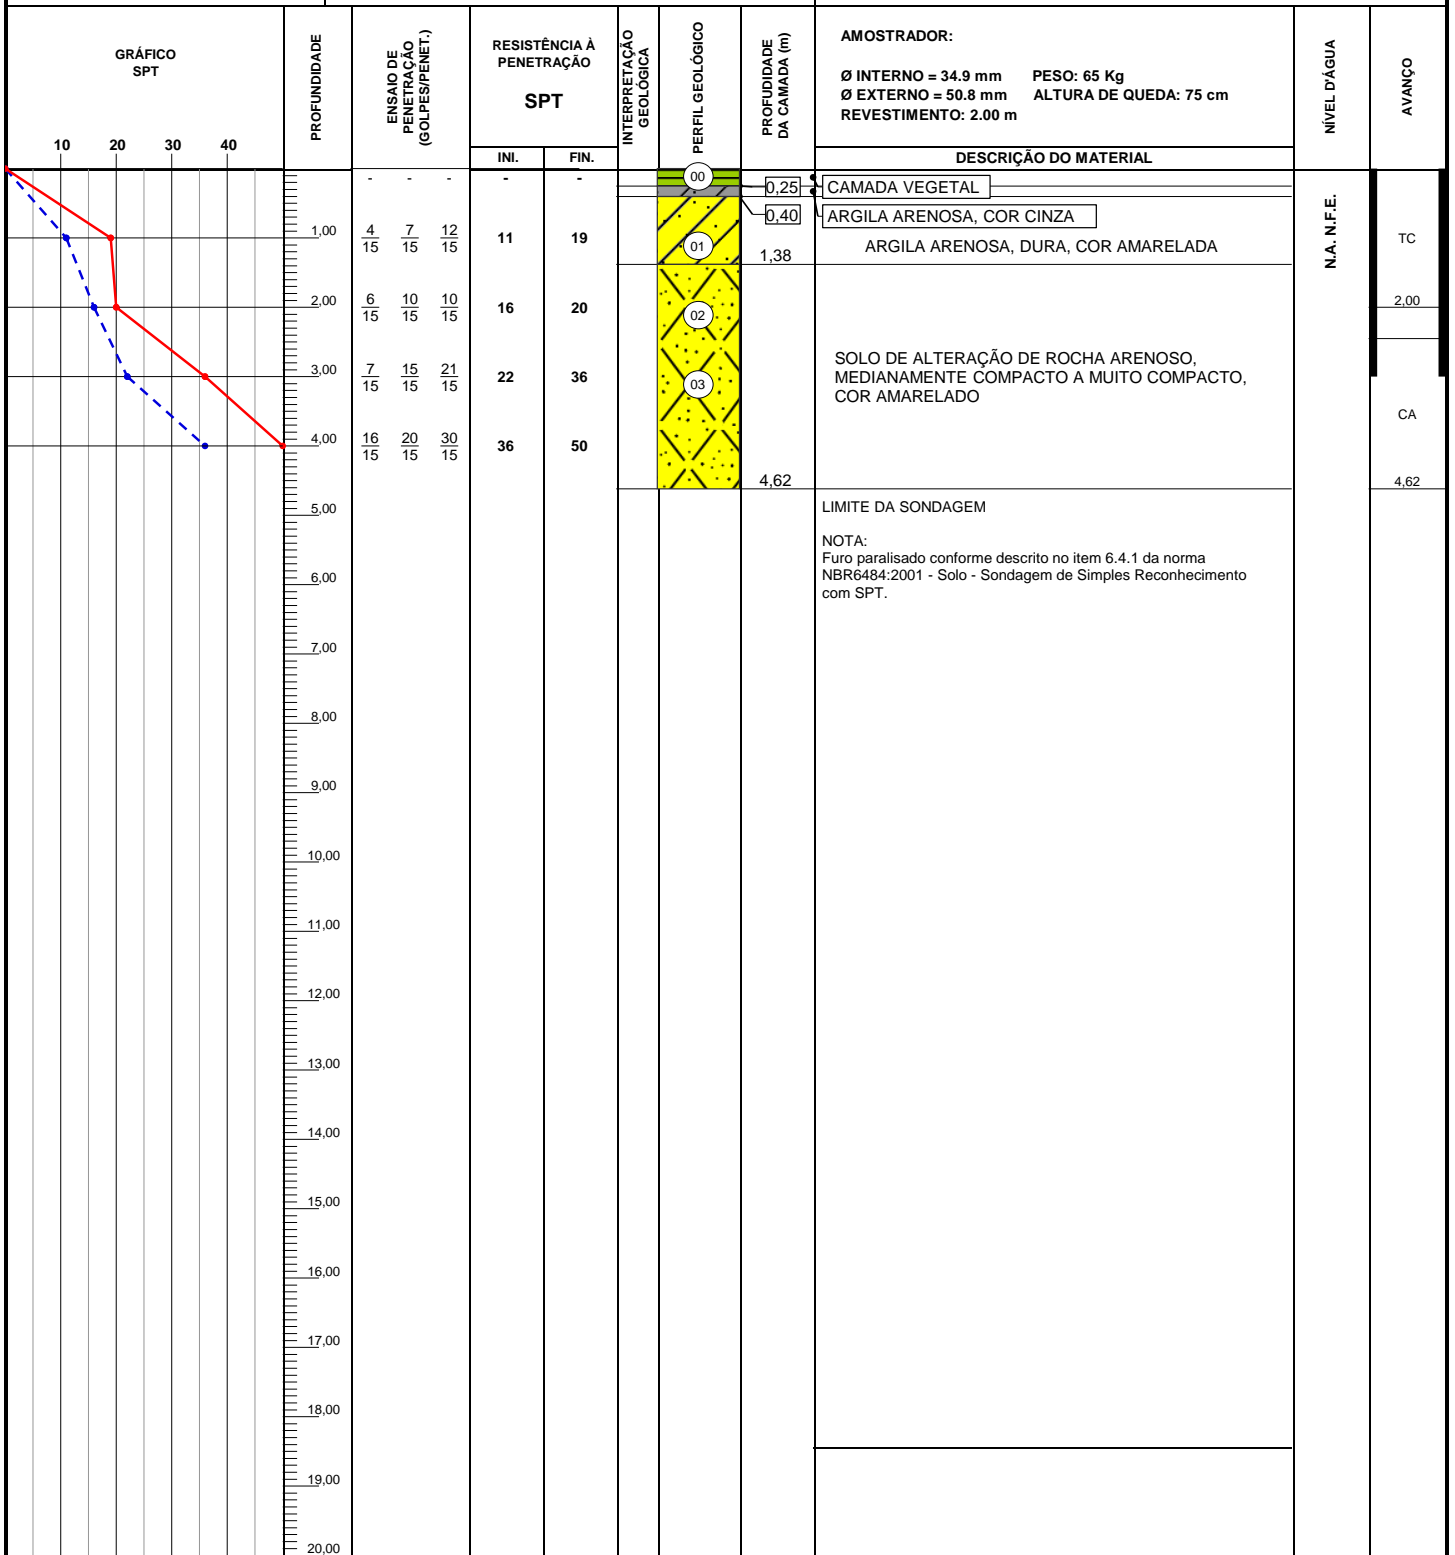 GRÁFICO
SPT
10 20 30 40
PROFUNDIDADE
ENSAIO DE
PENETRAÇÃO
(GOLPES/PENET.)
RESISTÊNCIA À
PENETRAÇÃO
SPT
INI. FIN.
INTERPRETAÇÃO
GEOLÓGICA
PERFIL GEOLÓGICO
PROFUDIDADE
DA CAMADA (m)
AMOSTRADOR:
Ø INTERNO = 34.9 mm PESO: 65 Kg
Ø EXTERNO = 50.8 mm ALTURA DE QUEDA: 75 cm
REVESTIMENTO: 2.00 m
DESCRIÇÃO DO MATERIAL
NÍVEL D'ÁGUA
AVANÇO
- - - - - 00
0,25 CAMADA VEGETAL
0,40 ARGILA ARENOSA, COR CINZA
1,00 4/15 7/15 12/15 11 19 01
1,38 ARGILA ARENOSA, DURA, COR AMARELADA
N.A. N.F.E.
TC
2,00 6/15 10/15 10/15 16 20 02
2,00
3,00 7/15 15/15 21/15 22 36 03
SOLO DE ALTERAÇÃO DE ROCHA ARENOSO,
MEDIANAMENTE COMPACTO A MUITO COMPACTO,
COR AMARELADO
CA
4,00 16/15 20/15 30/15 36 50
4,62
4,62
LIMITE DA SONDAGEM
NOTA:
Furo paralisado conforme descrito no item 6.4.1 da norma
NBR6484:2001 - Solo - Sondagem de Simples Reconhecimento
com SPT.
5,00
6,00
7,00
8,00
9,00
10,00
11,00
12,00
13,00
14,00
15,00
16,00
17,00
18,00
19,00
20,00